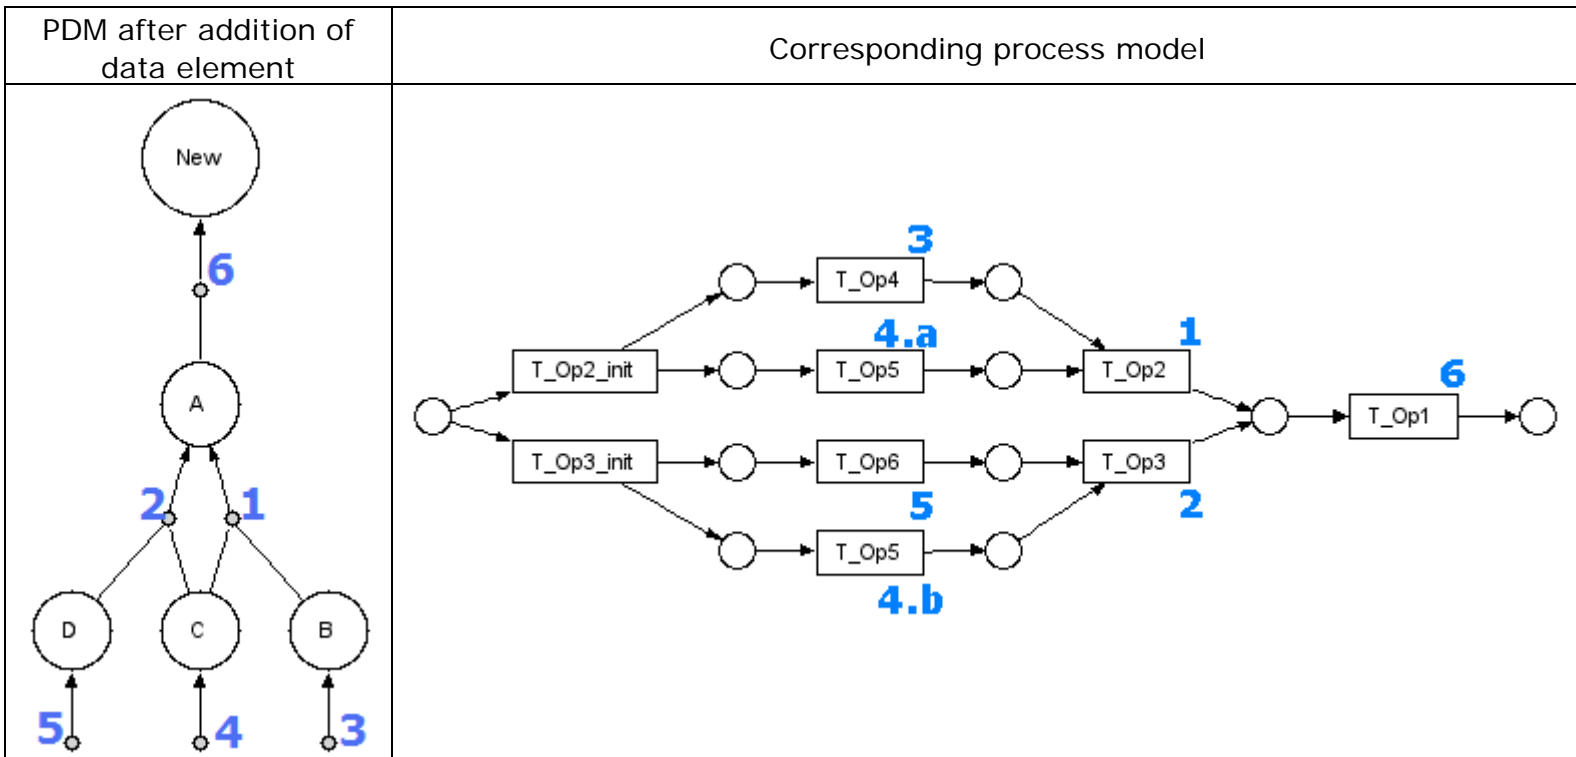 PDM after addition of
data element
Corresponding process model
New
6
A
2
1
D
C
B
5
4
3
3
T_Op4
4.a
1
T_Op2_init
T_Op5
T_Op2
6
T_Op1
T_Op3_init
T_Op6
T_Op3
5
2
T_Op5
4.b